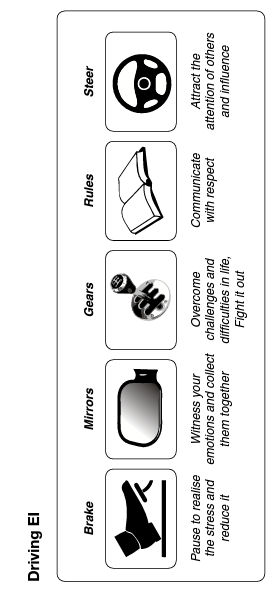 Driving EI
Brake
Pause to realise
the stress and
reduce it
Mirrors
Witness your
emotions and collect
them together
Gears
Overcome
challenges and
difficulties in life,
Fight it out
Rules
Communicate
with respect
Steer
Attract the
attention of others
and influence